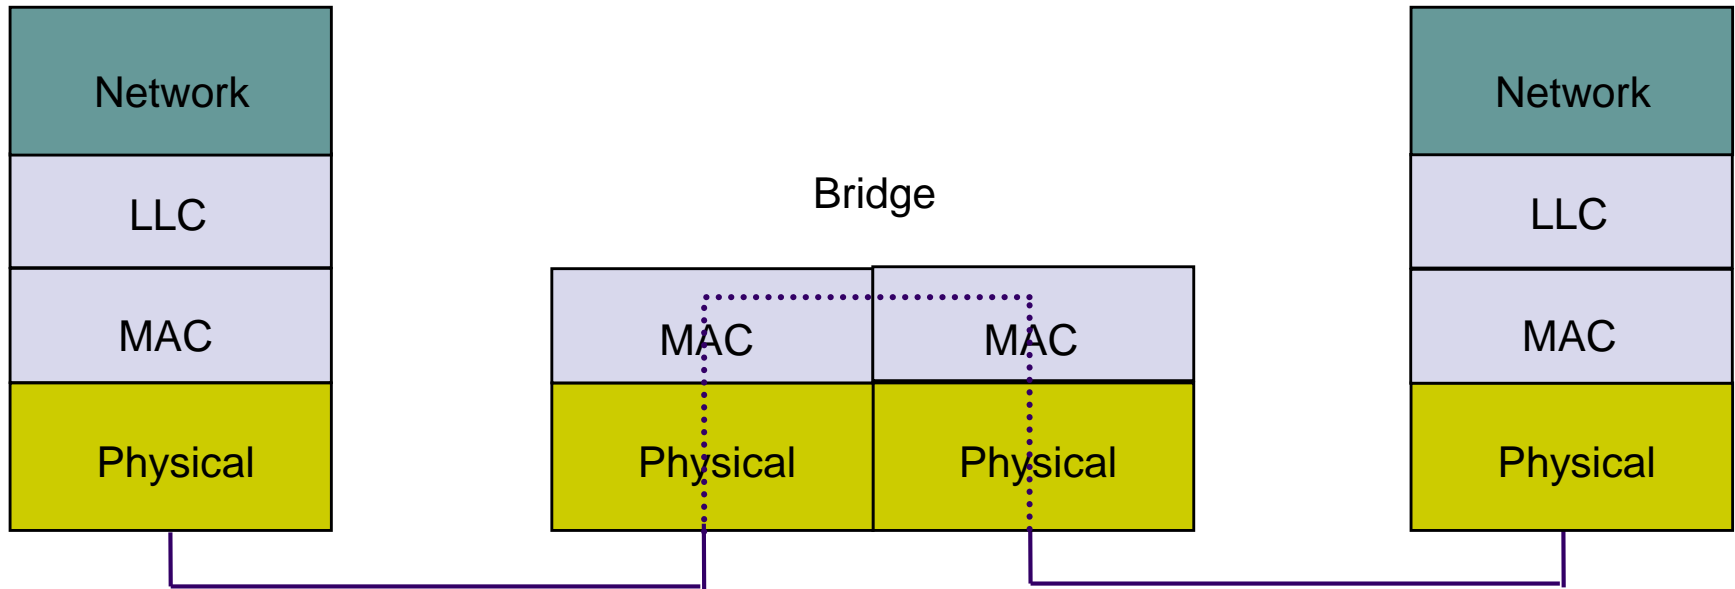 Network
LLC
MAC
Physical
Bridge
MAC
MAC
Physical
Physical
Network
LLC
MAC
Physical